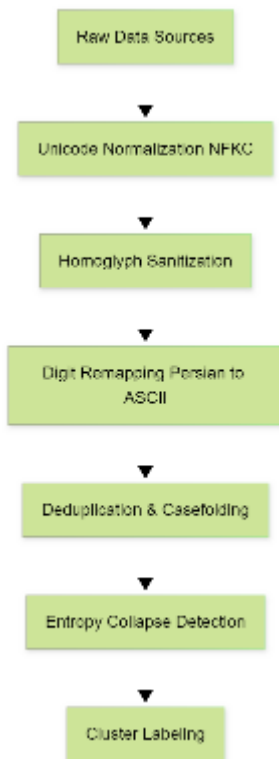 Raw Data Sources
Unicode Normalization NFKC
Homoglyph Sanitization
Digit Remapping Persian to
ASCII
Deduplication & Casefolding
Entropy Collapse Detection
Cluster Labeling